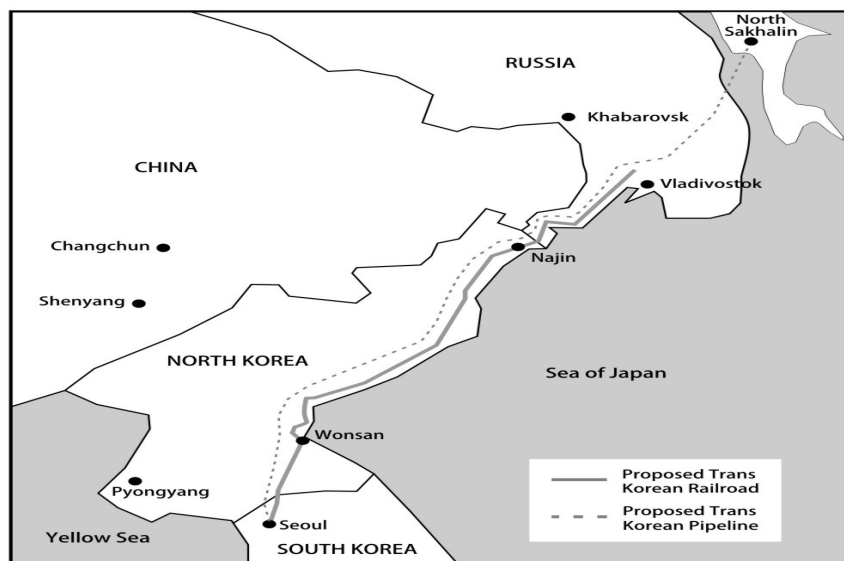 North
Sakhalin
RUSSIA
Khabarovsk
CHINA
Vladivostok
Changchun
Najin
Shenyang
NORTH KOREA
Sea of Japan
Wonsan
Pyongyang
Proposed Trans
Korean Railroad
Proposed Trans
Korean Pipeline
Seoul
Yellow Sea
SOUTH KOREA